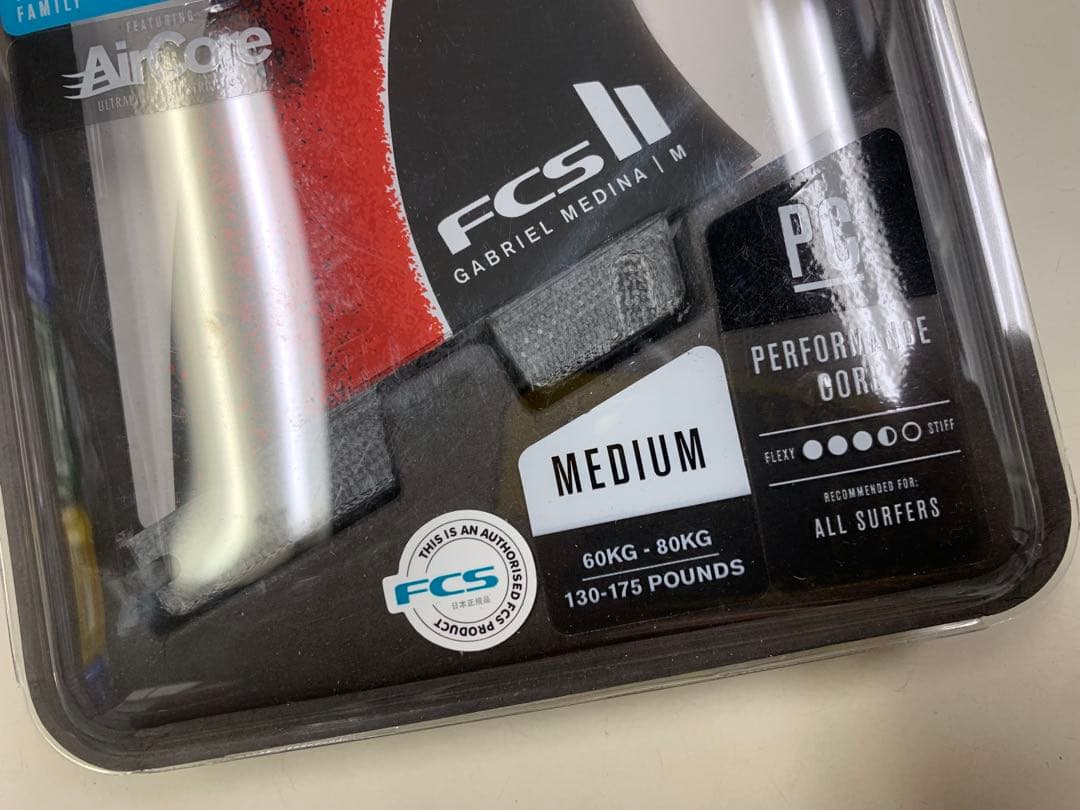 FAMILY
FEATURING
AirCore
FCS II
GABRIEL MEDINA | M
PC
PERFORMANCE
CORE
FLEXY
STIFF
RECOMMENDED FOR:
ALL SURFERS
MEDIUM
60KG - 80KG
130-175 POUNDS
THIS IS AN AUTHORISED FCS PRODUCT
FCS
日本正規品